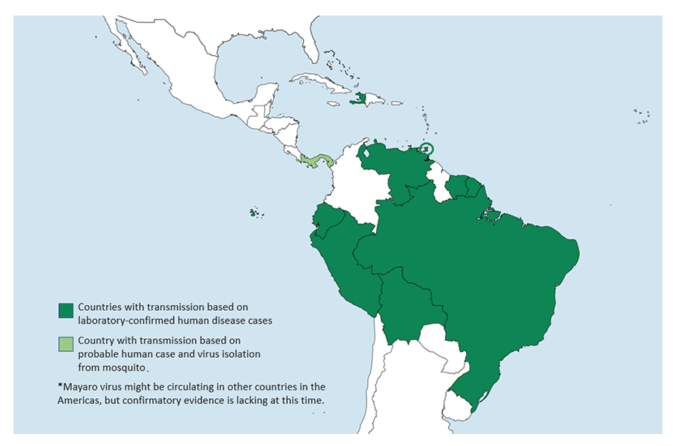 Countries with transmission based on
laboratory-confirmed human disease cases
Country with transmission based on
probable human case and virus isolation
from mosquito.
*Mayaro virus might be circulating in other countries in the
Americas, but confirmatory evidence is lacking at this time.